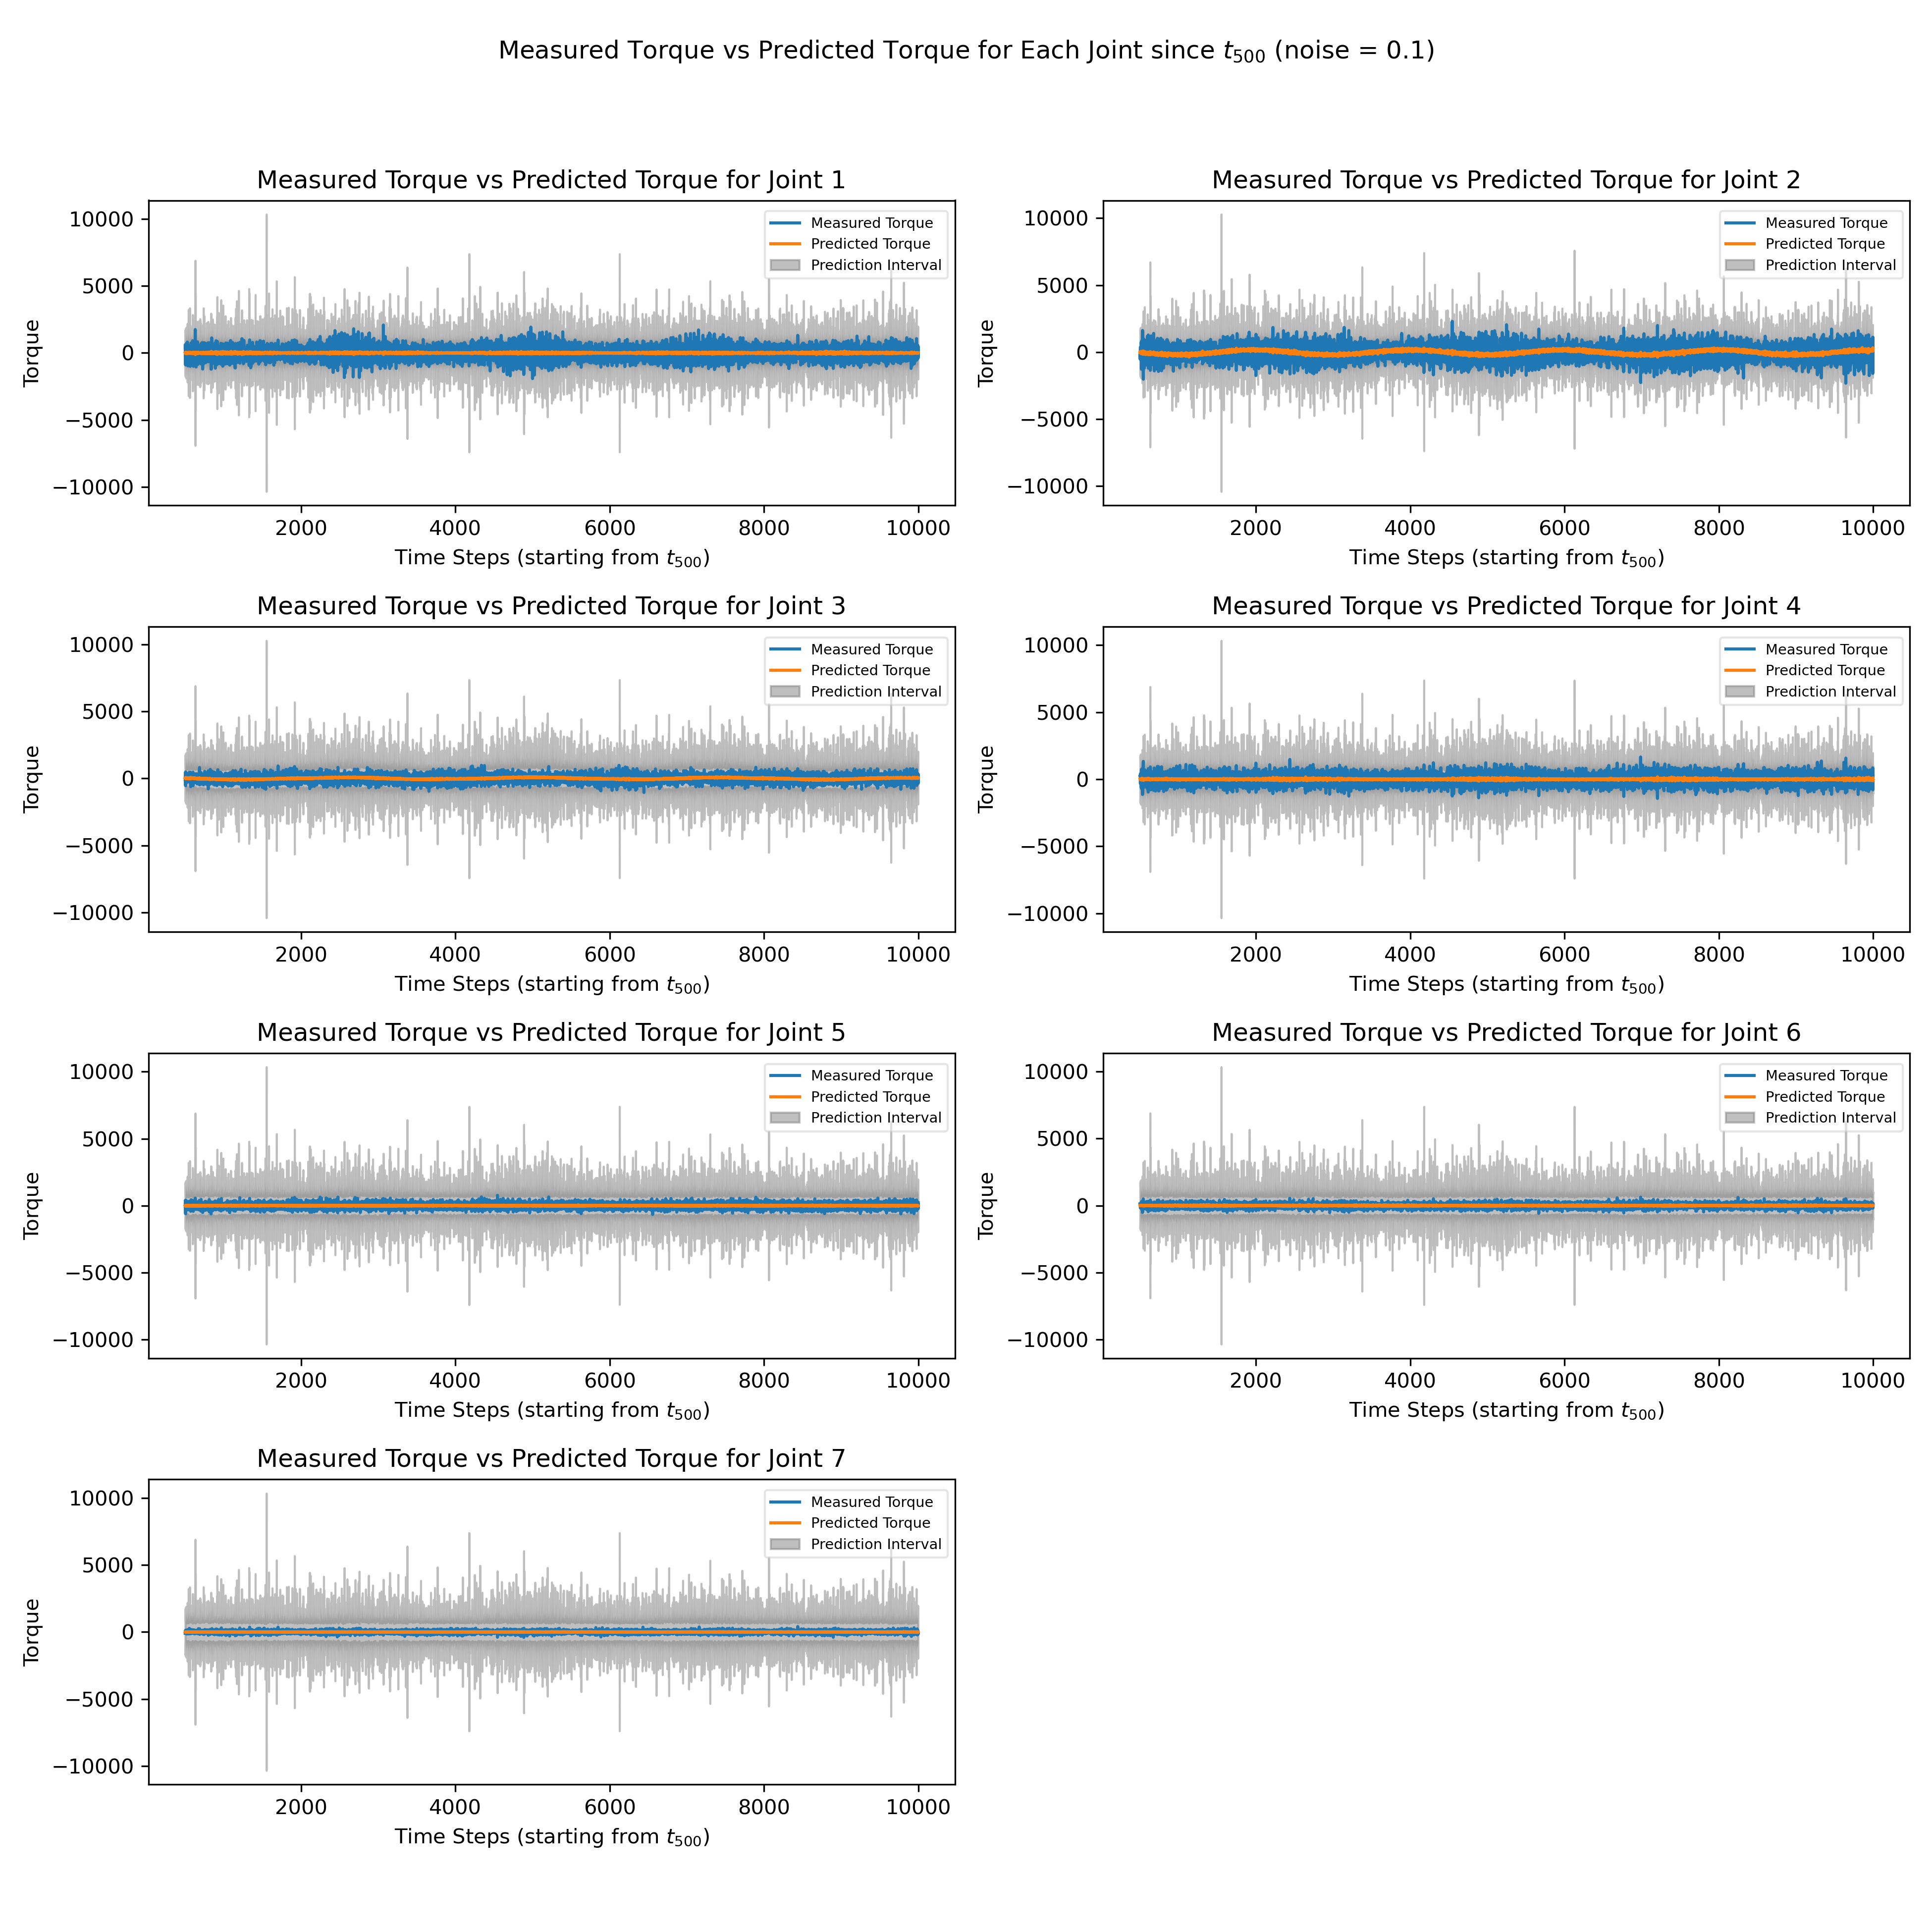 Measured Torque vs Predicted Torque for Each Joint since t500 (noise = 0.1)
Measured Torque vs Predicted Torque for Joint 1
Torque
10000
5000
0
−5000
−10000
Measured Torque
Predicted Torque
Prediction Interval
2000 4000 6000 8000 10000
Time Steps (starting from t500)
Measured Torque vs Predicted Torque for Joint 2
Torque
10000
5000
0
−5000
−10000
Measured Torque
Predicted Torque
Prediction Interval
2000 4000 6000 8000 10000
Time Steps (starting from t500)
Measured Torque vs Predicted Torque for Joint 3
Torque
10000
5000
0
−5000
−10000
Measured Torque
Predicted Torque
Prediction Interval
2000 4000 6000 8000 10000
Time Steps (starting from t500)
Measured Torque vs Predicted Torque for Joint 4
Torque
10000
5000
0
−5000
−10000
Measured Torque
Predicted Torque
Prediction Interval
2000 4000 6000 8000 10000
Time Steps (starting from t500)
Measured Torque vs Predicted Torque for Joint 5
Torque
10000
5000
0
−5000
−10000
Measured Torque
Predicted Torque
Prediction Interval
2000 4000 6000 8000 10000
Time Steps (starting from t500)
Measured Torque vs Predicted Torque for Joint 6
Torque
10000
5000
0
−5000
−10000
Measured Torque
Predicted Torque
Prediction Interval
2000 4000 6000 8000 10000
Time Steps (starting from t500)
Measured Torque vs Predicted Torque for Joint 7
Torque
10000
5000
0
−5000
−10000
Measured Torque
Predicted Torque
Prediction Interval
2000 4000 6000 8000 10000
Time Steps (starting from t500)